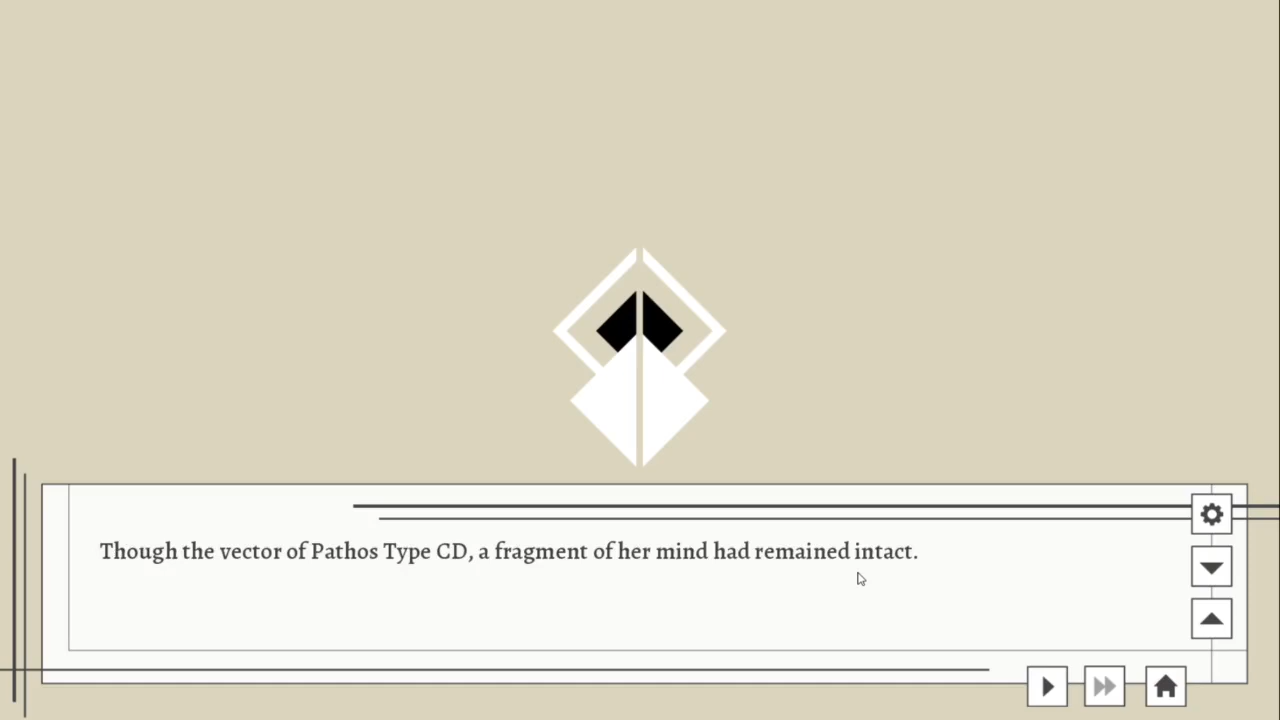 Though the vector of Pathos Type CD, a fragment of her mind had remained intact.